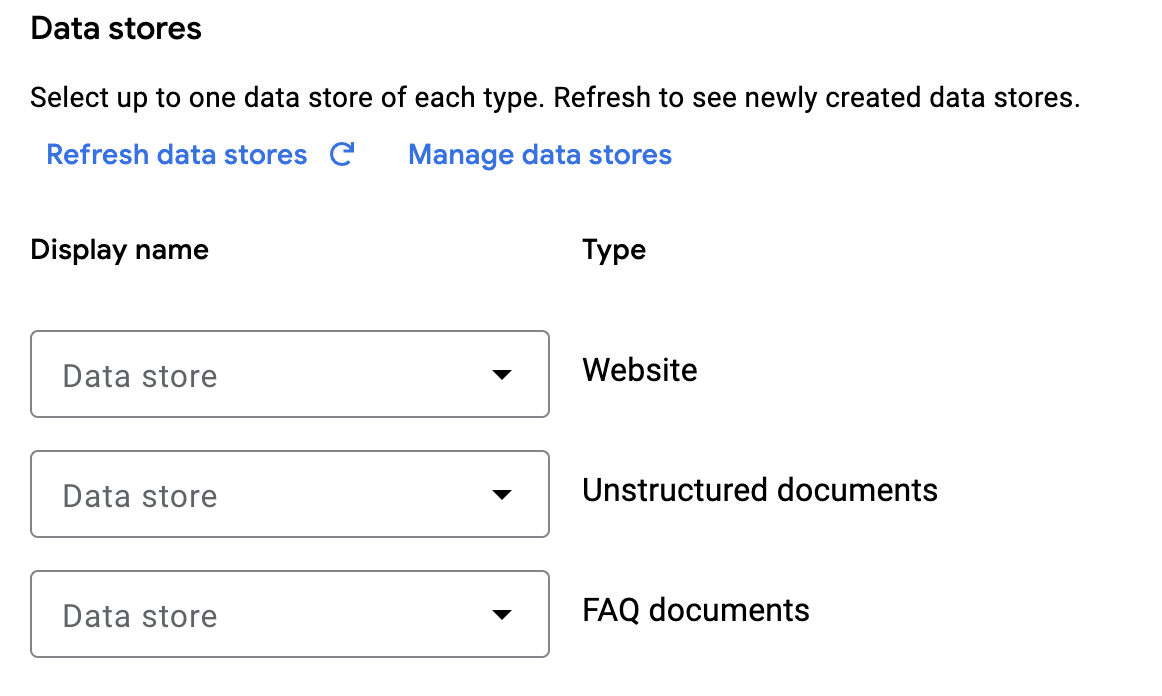 Data stores
Select up to one data store of each type. Refresh to see newly created data stores.
Refresh data stores Manage data stores
Display name Type
Data store Website
Data store Unstructured documents
Data store FAQ documents